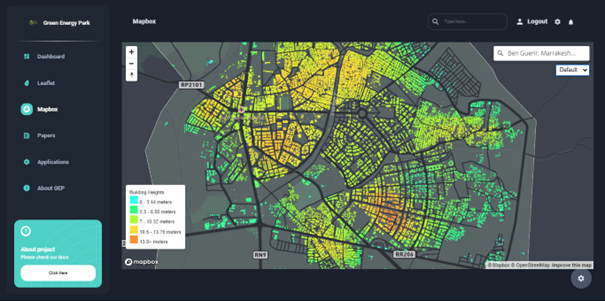 Green Energy Park
Mapbox
Type here...
Logout
Dashboard
Leaflet
Mapbox
Papers
Applications
About GEP
About project
Please check our docs
Click Here
Ben Guerir, Marrakesh...
Default
RP2101
RN9
RR206
Building Heights
0 - 3.44 meters
3.5 - 6.88 meters
7 - 10.32 meters
10.5 - 13.76 meters
13.8+ meters
mapbox
© Mapbox © OpenStreetMap Improve this map